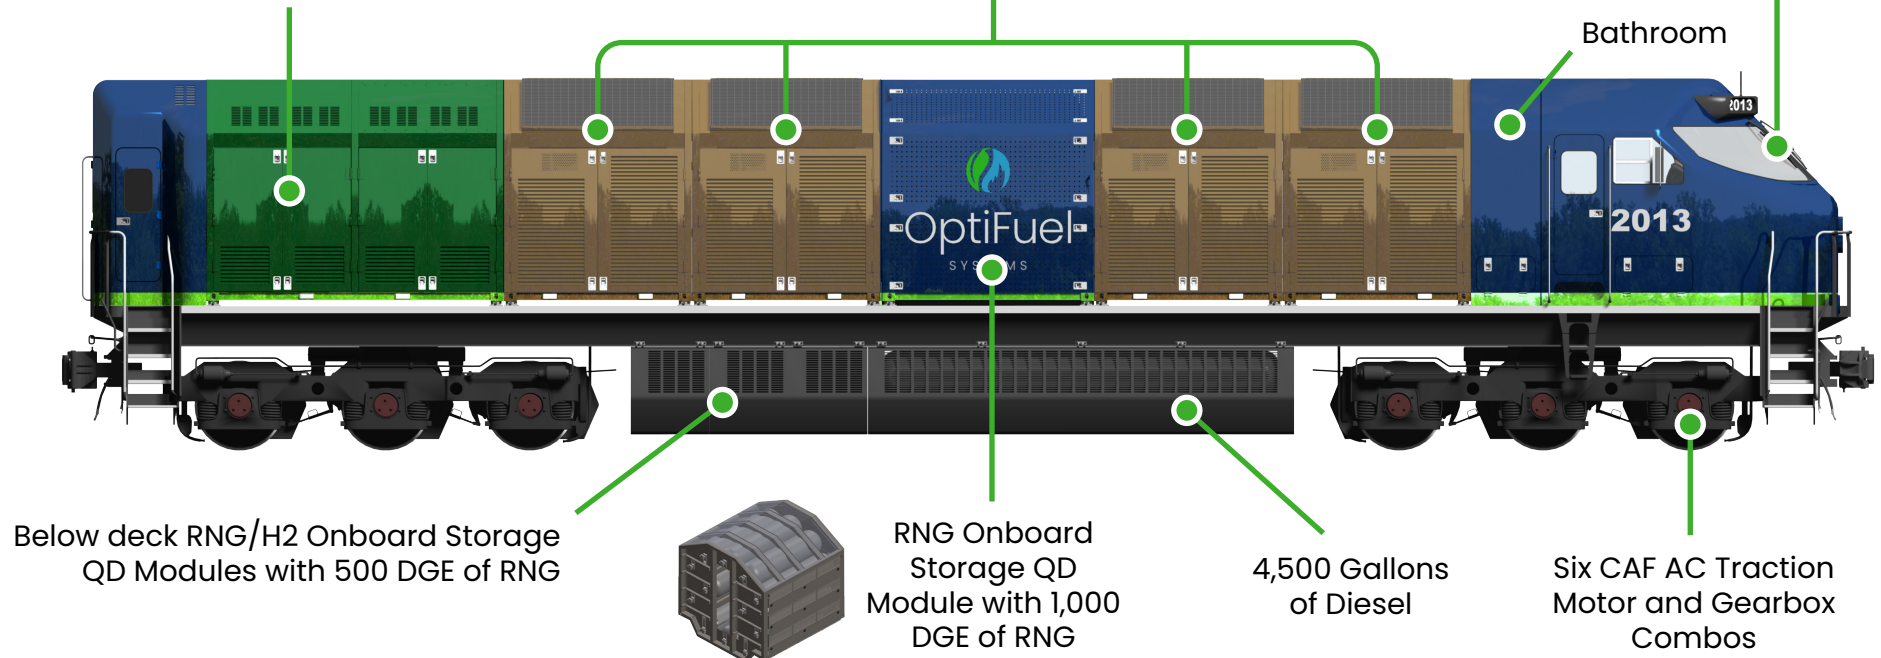 Bathroom
2013
OptiFuel
SYSTEMS
2013
Below deck RNG/H2 Onboard Storage
QD Modules with 500 DGE of RNG
RNG Onboard
Storage QD
Module with 1,000
DGE of RNG
4,500 Gallons
of Diesel
Six CAF AC Traction
Motor and Gearbox
Combos